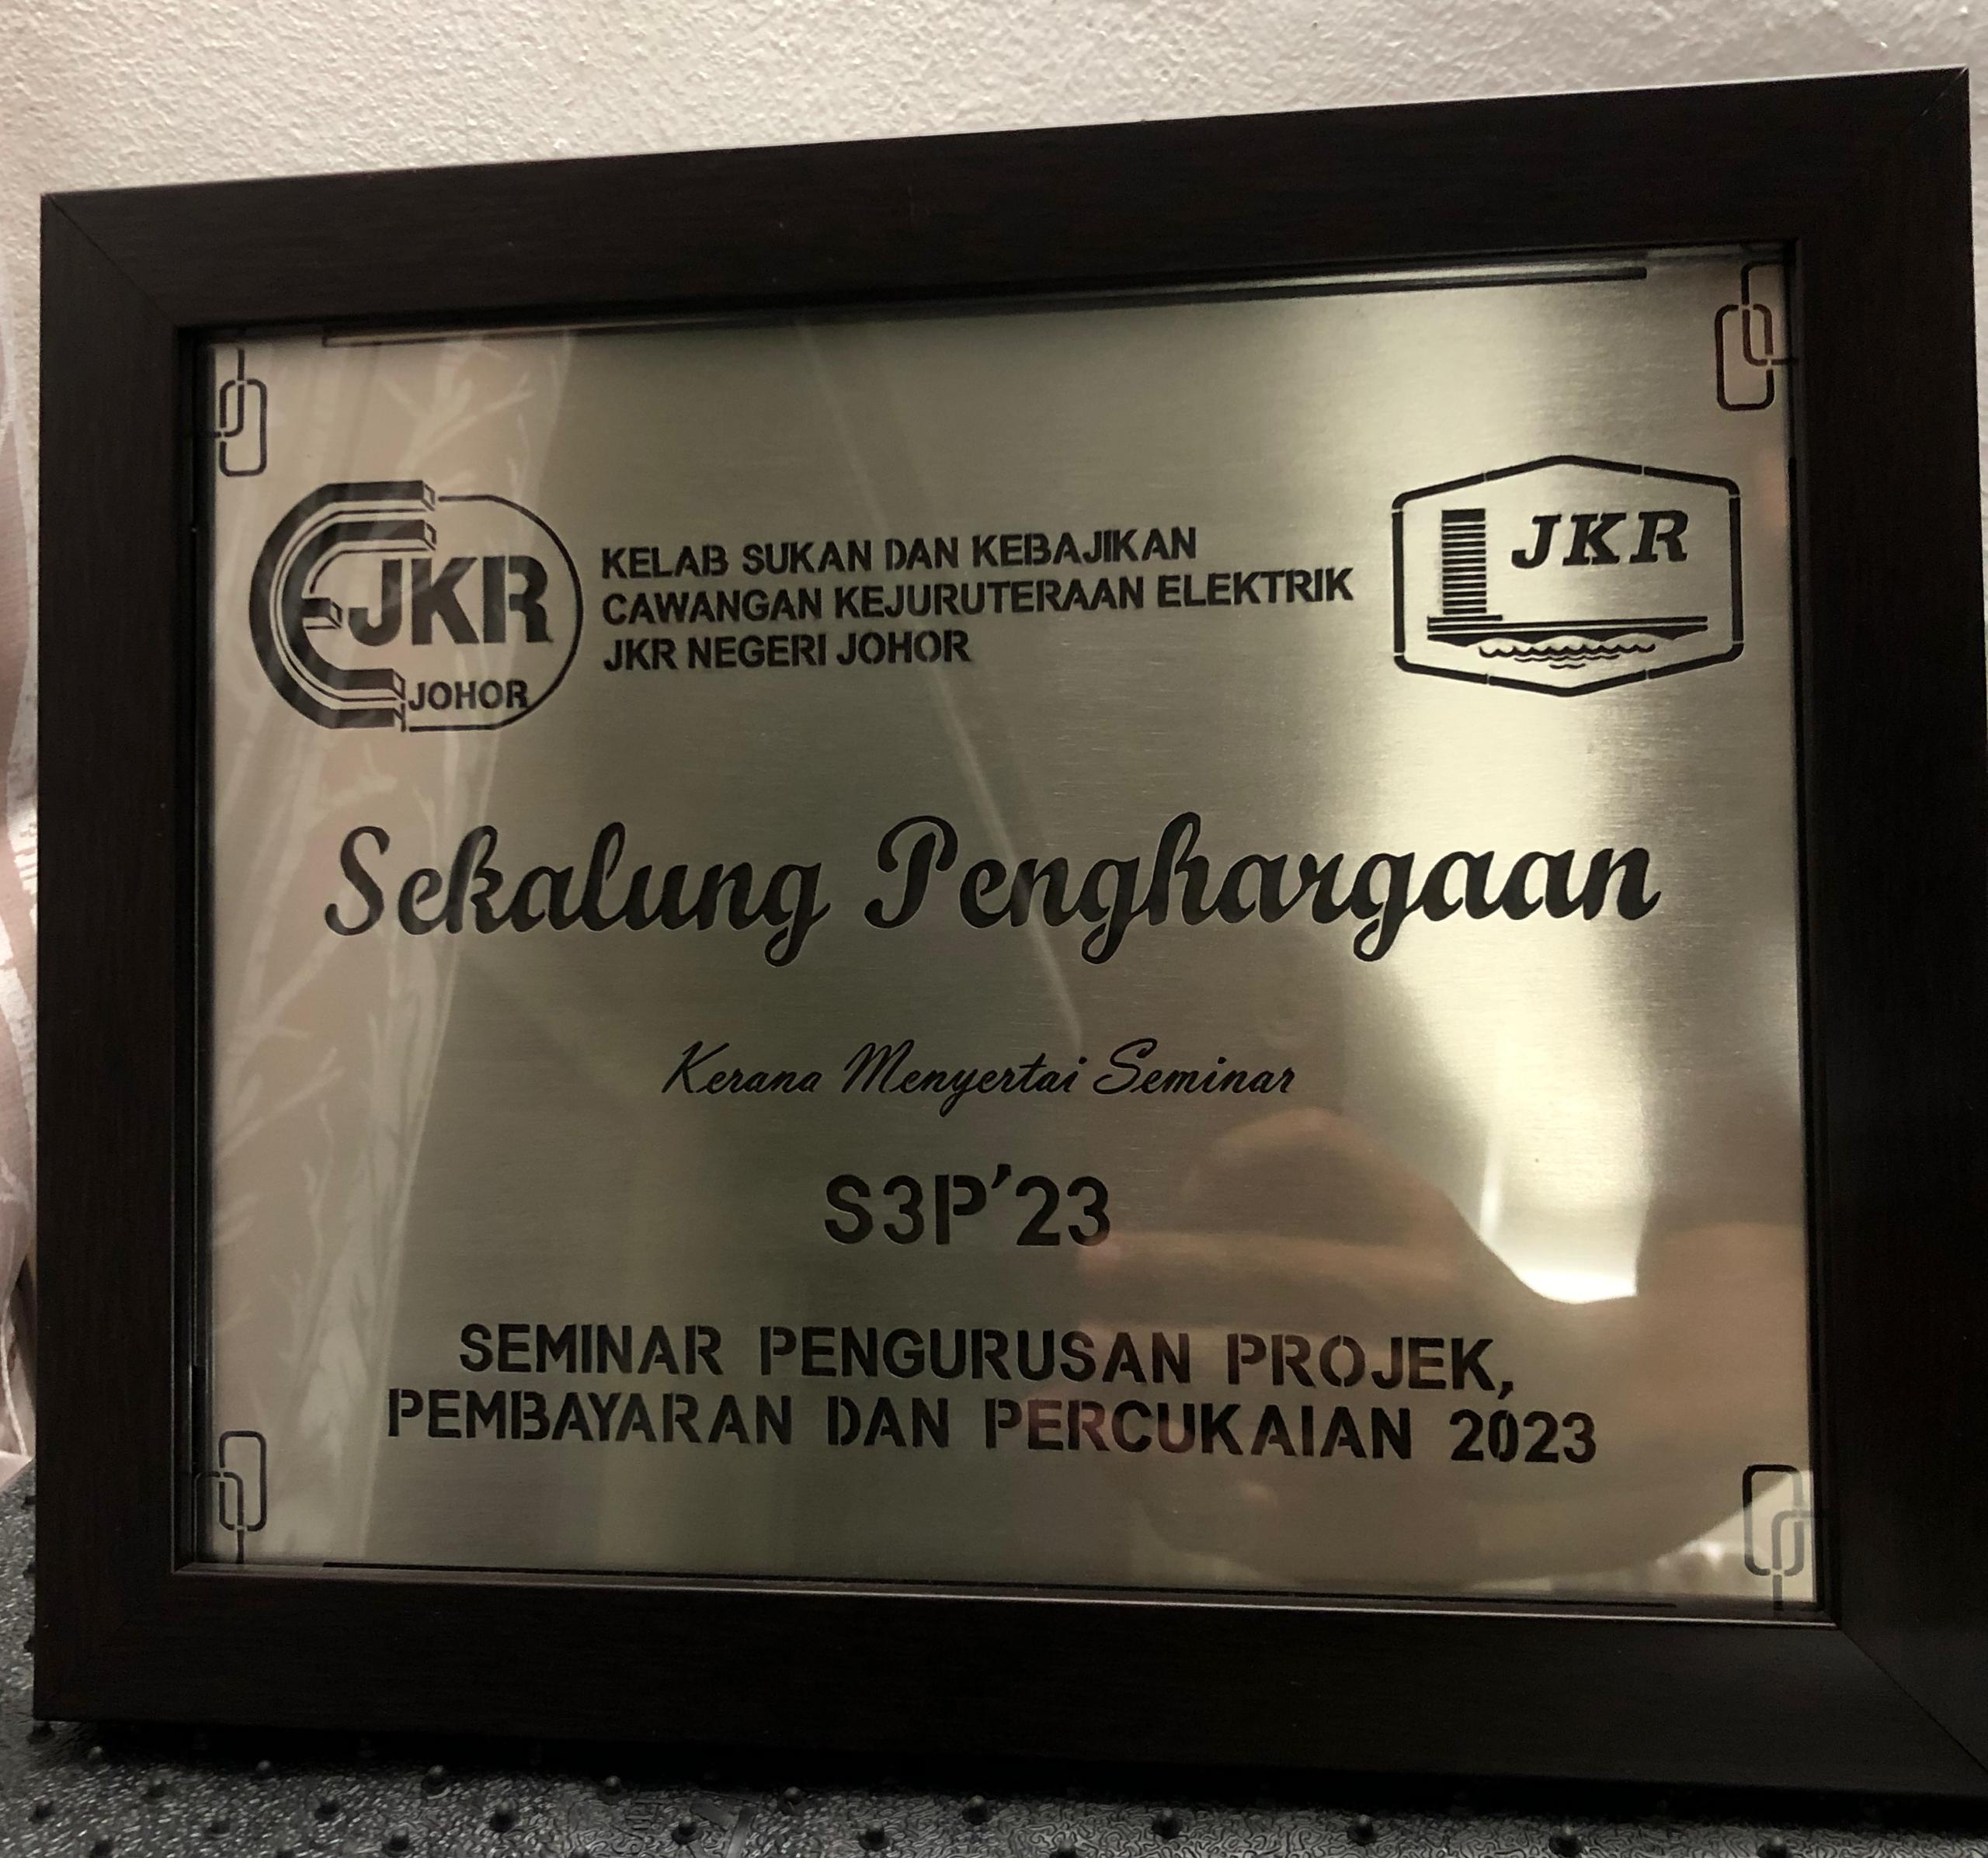 EJKR
JOHOR
KELAB SUKAN DAN KEBAJIKAN
CAWANGAN KEJURUTERAAN ELEKTRIK
JKR NEGERI JOHOR
JKR
Sekalung Penghargaan
Kerana Menyertai Seminar
S3P'23
SEMINAR PENGURUSAN PROJEK,
PEMBAYARAN DAN PERCUKAIAN 2023